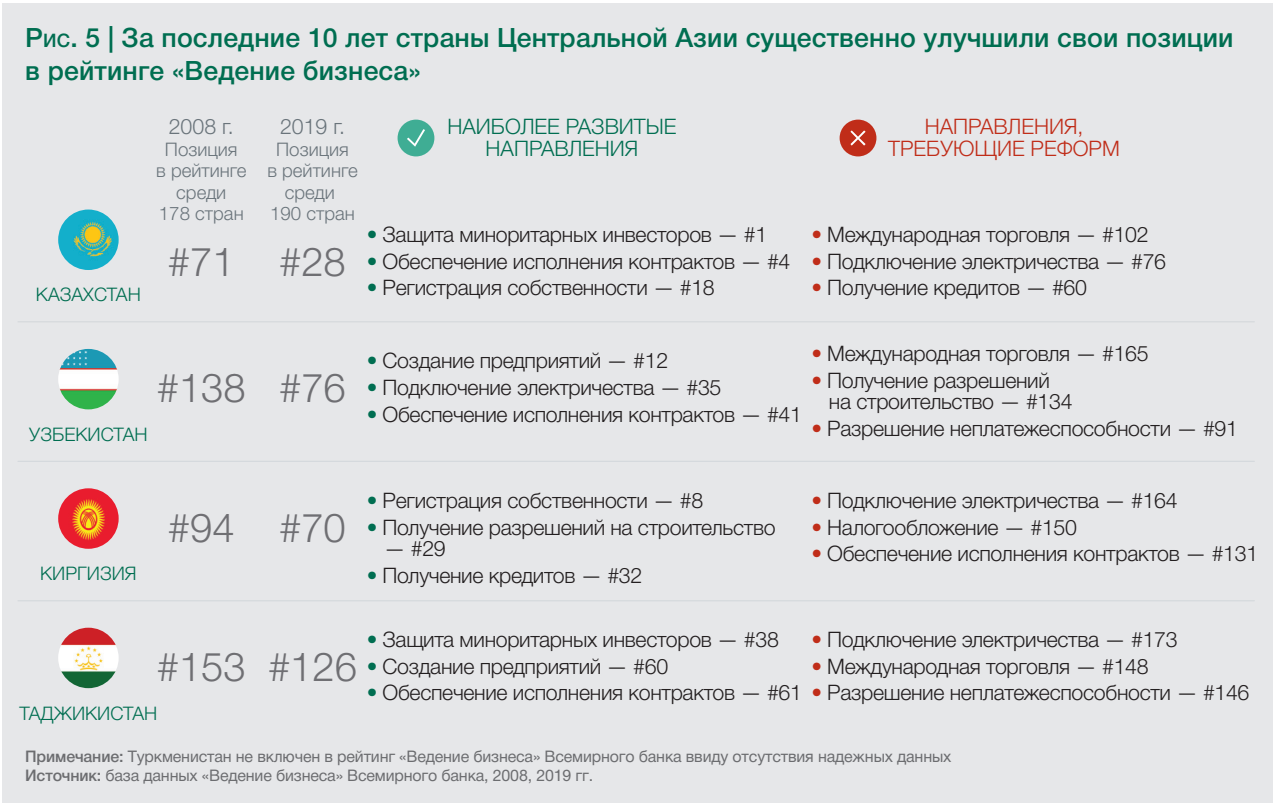 Рис. 5 | За последние 10 лет страны Центральной Азии существенно улучшили свои позиции
в рейтинге «Ведение бизнеса»
2008 г.
Позиция
в рейтинге
среди
178 стран
2019 г.
Позиция
в рейтинге
среди
190 стран
НАИБОЛЕЕ РАЗВИТЫЕ
НАПРАВЛЕНИЯ
НАПРАВЛЕНИЯ,
ТРЕБУЮЩИЕ РЕФОРМ
КАЗАХСТАН
#71
#28
• Защита миноритарных инвесторов — #1
• Обеспечение исполнения контрактов — #4
• Регистрация собственности — #18
• Международная торговля — #102
• Подключение электричества — #76
• Получение кредитов — #60
УЗБЕКИСТАН
#138
#76
• Создание предприятий — #12
• Подключение электричества — #35
• Обеспечение исполнения контрактов — #41
• Международная торговля — #165
• Получение разрешений
на строительство — #134
• Разрешение неплатежеспособности — #91
КИРГИЗИЯ
#94
#70
• Регистрация собственности — #8
• Получение разрешений на строительство
— #29
• Получение кредитов — #32
• Подключение электричества — #164
• Налогообложение — #150
• Обеспечение исполнения контрактов — #131
ТАДЖИКИСТАН
#153
#126
• Защита миноритарных инвесторов — #38
• Создание предприятий — #60
• Обеспечение исполнения контрактов — #61
• Подключение электричества — #173
• Международная торговля — #148
• Разрешение неплатежеспособности — #146
Примечание: Туркменистан не включен в рейтинг «Ведение бизнеса» Всемирного банка ввиду отсутствия надежных данных
Источник: база данных «Ведение бизнеса» Всемирного банка, 2008, 2019 гг.